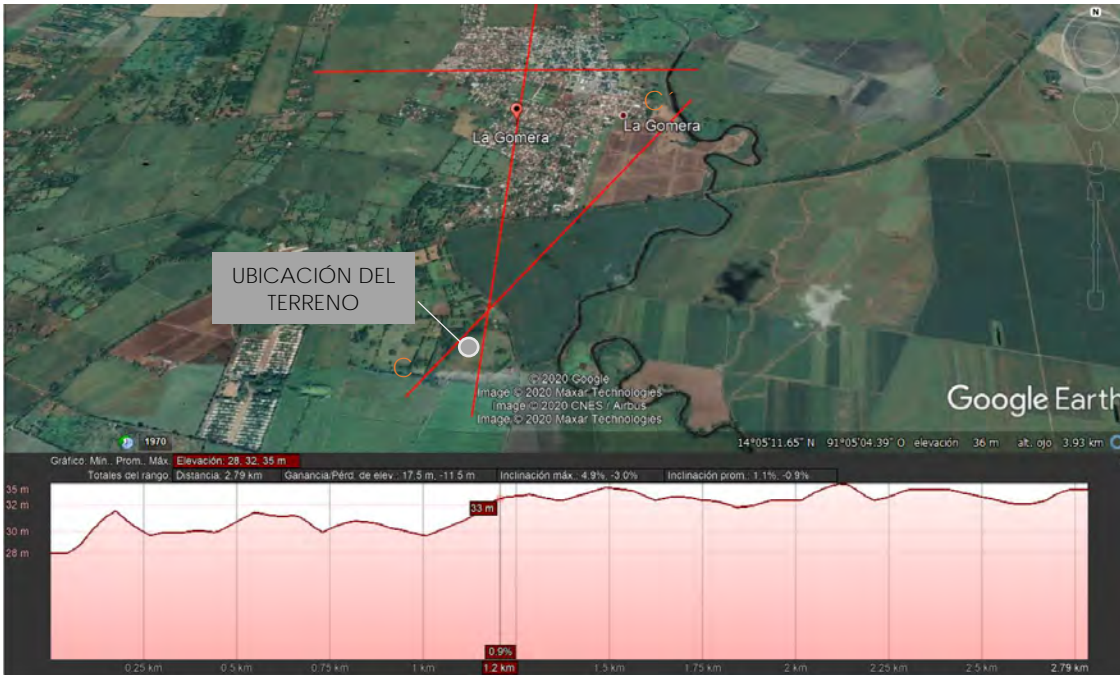 N
C'
La Gomera
La Gomera
UBICACIÓN DEL
TERRENO
C
© 2020 Google
Image © 2020 Maxar Technologies
Image © 2020 CNES / Airbus
Image © 2020 Maxar Technologies
Google Earth
1970
14°05'11.65" N 91°05'04.39" O elevación 36 m alt. ojo 3.93 km
Gráfico: Mín., Prom., Máx. Elevación: 28, 32, 35 m
Totales del rango: Distancia: 2.79 km Ganancia/Pérd. de elev.: 17.5 m, -11.5 m Inclinación máx.: 4.9%, -3.0% Inclinación prom.: 1.1%, -0.9%
35 m
32 m
33 m
30 m
28 m
0.9%
0.25 km 0.5 km 0.75 km 1 km 1.2 km 1.5 km 1.75 km 2 km 2.25 km 2.5 km 2.79 km